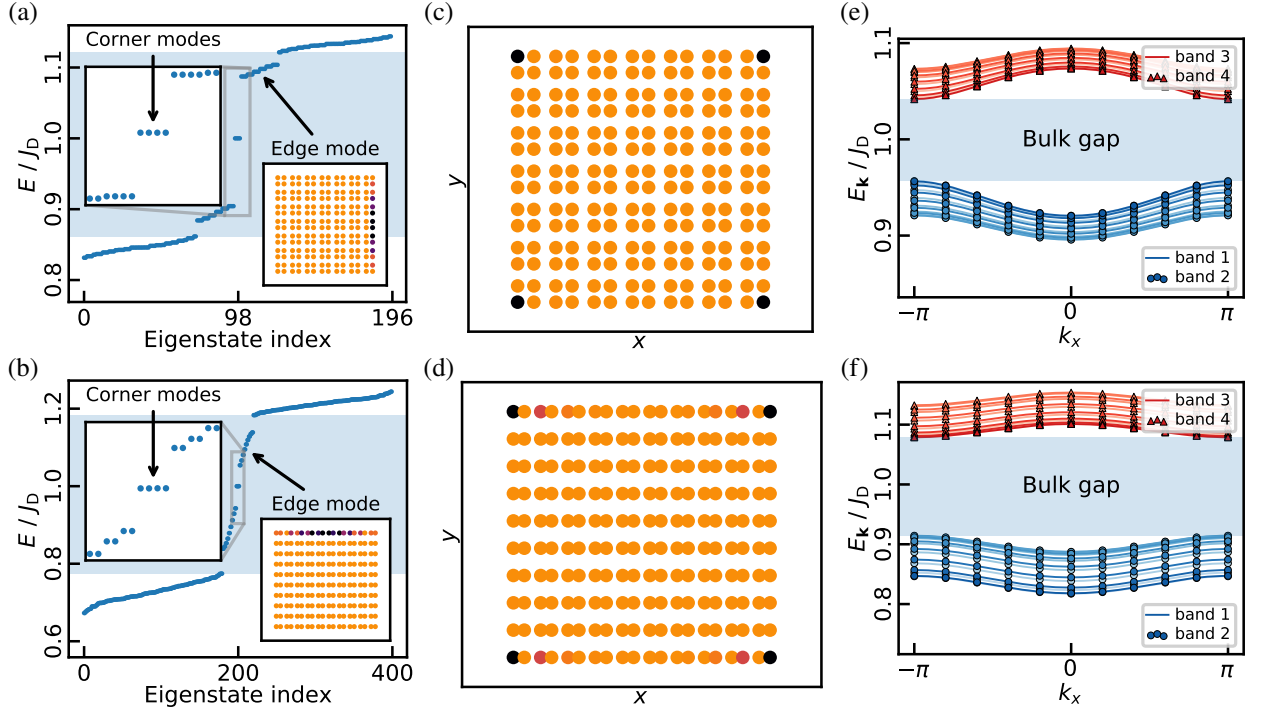 (a)
Corner modes
Edge mode
1.1
1.0
0.9
0.8
E / J_D
0
98
196
Eigenstate index
(c)
y
x
(e)
1.1
1.0
0.9
E_k / J_D
band 3
band 4
Bulk gap
band 1
band 2
−π
0
π
k_x
(b)
Corner modes
Edge mode
1.2
1.0
0.8
0.6
E / J_D
0
200
400
Eigenstate index
(d)
y
x
(f)
1.1
1.0
0.9
0.8
E_k / J_D
band 3
band 4
Bulk gap
band 1
band 2
−π
0
π
k_x